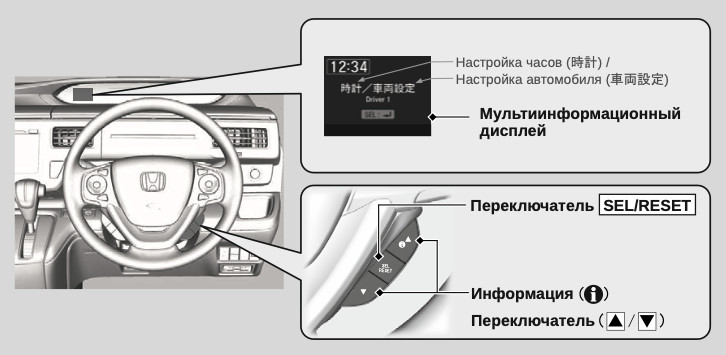 12:34
時計／車両設定
Driver 1
SEL:
Настройка часов (時計) /
Настройка автомобиля (車両設定)
Мультиинформационный
дисплей
Переключатель SEL/RESET
SEL
RESET
Информация (i)
Переключатель (▲/▼)